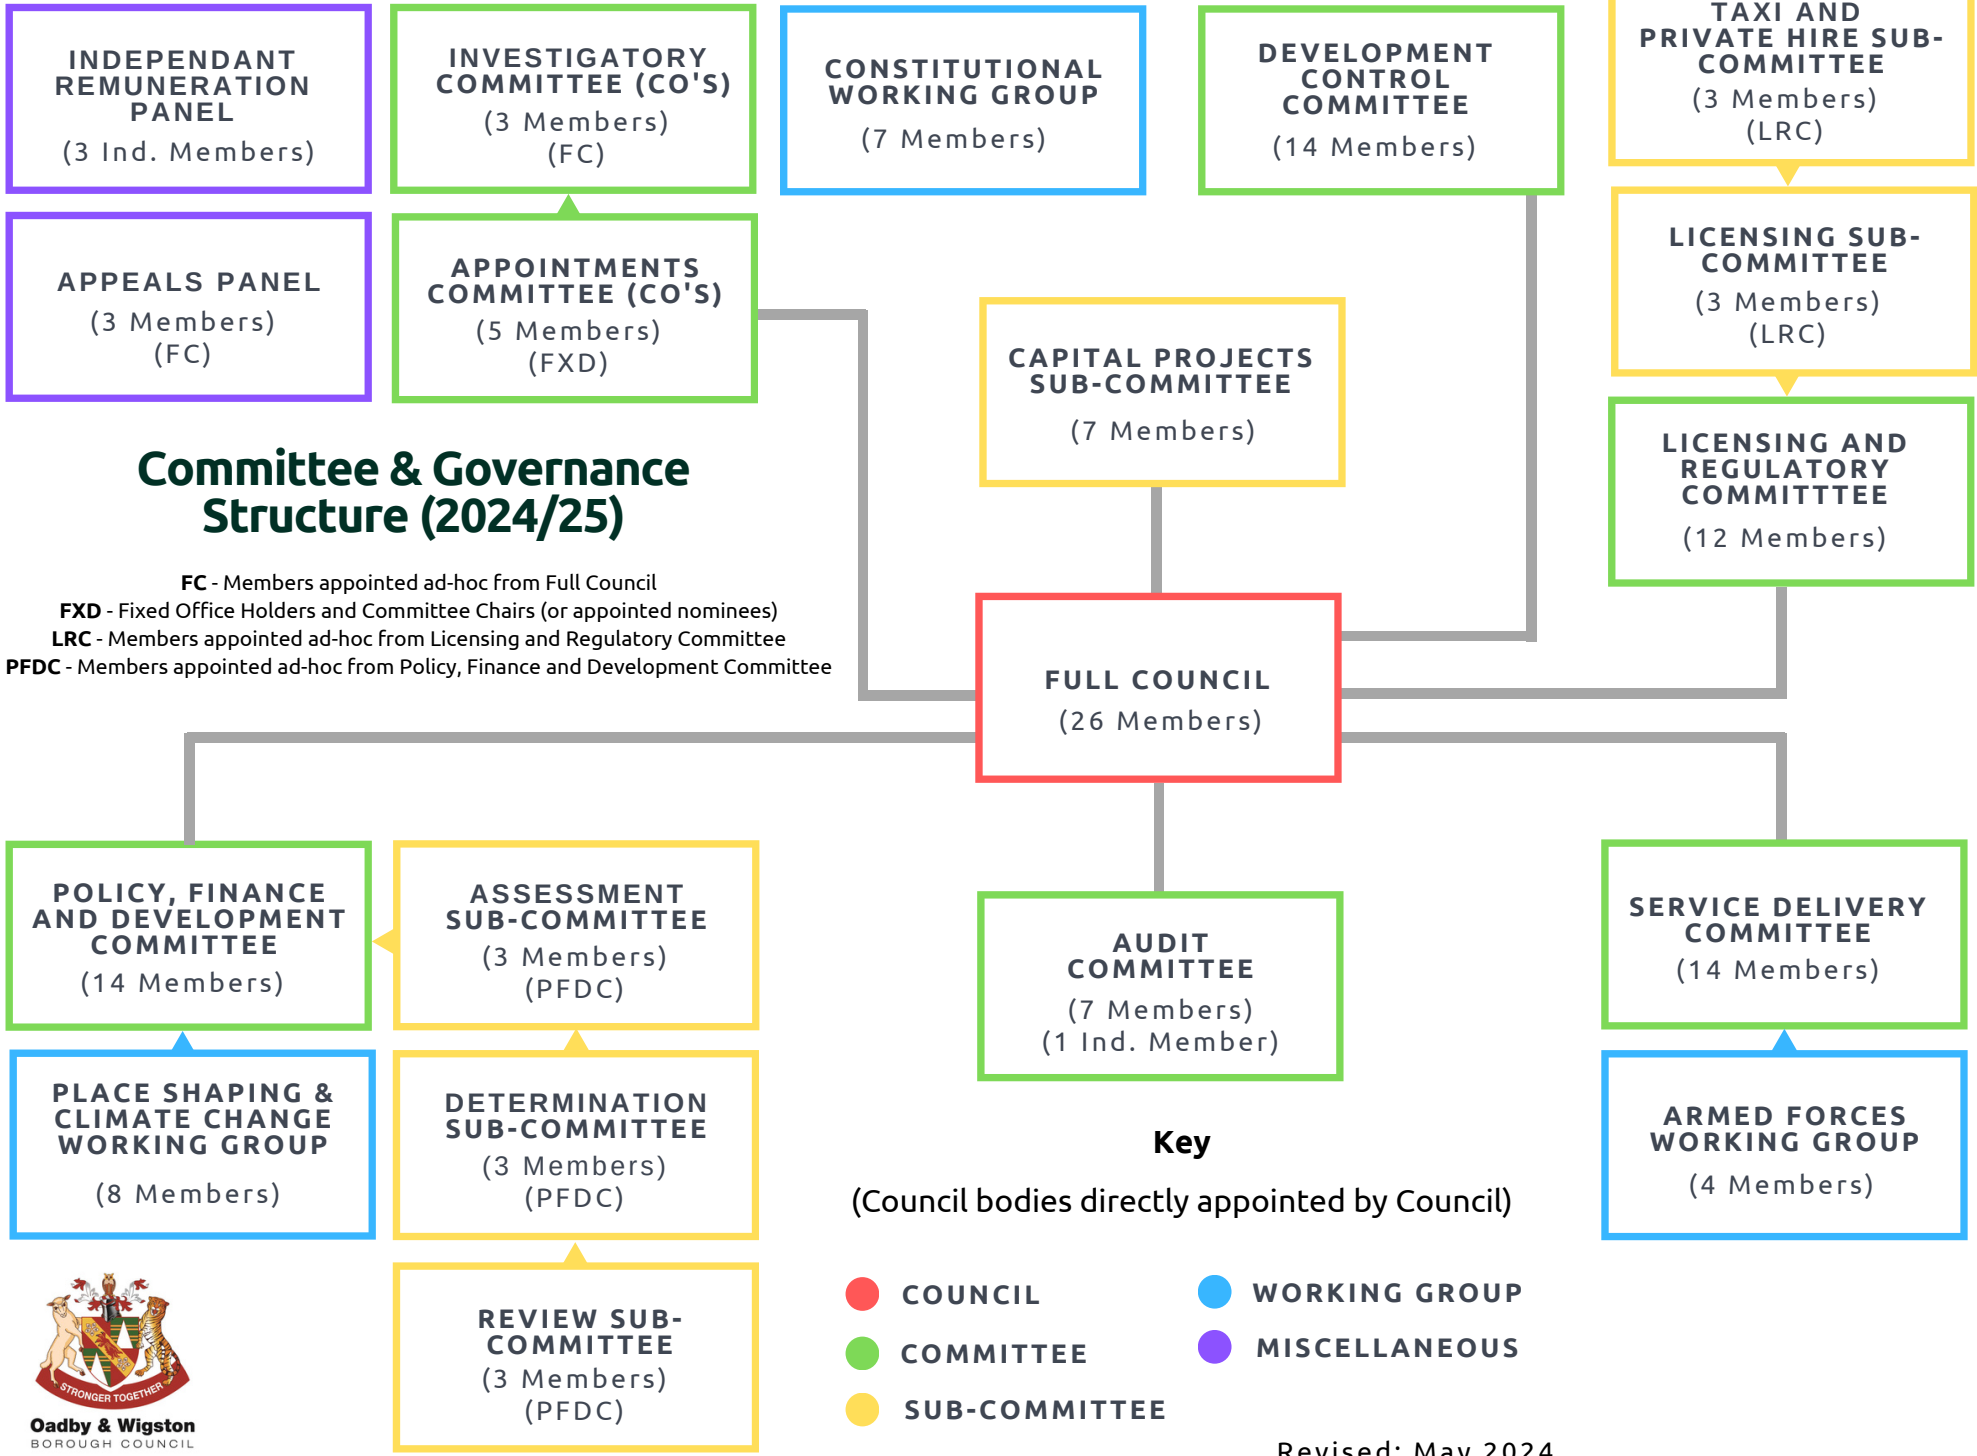 INDEPENDANT
REMUNERATION
PANEL
(3 Ind. Members)
INVESTIGATORY
COMMITTEE (CO'S)
(3 Members)
(FC)
CONSTITUTIONAL
WORKING GROUP
(7 Members)
DEVELOPMENT
CONTROL
COMMITTEE
(14 Members)
TAXI AND
PRIVATE HIRE SUB-
COMMITTEE
(3 Members)
(LRC)
APPEALS PANEL
(3 Members)
(FC)
APPOINTMENTS
COMMITTEE (CO'S)
(5 Members)
(FXD)
CAPITAL PROJECTS
SUB-COMMITTEE
(7 Members)
LICENSING SUB-
COMMITTEE
(3 Members)
(LRC)
LICENSING AND
REGULATORY
COMMITTTEE
(12 Members)
Committee & Governance
Structure (2024/25)
FC - Members appointed ad-hoc from Full Council
FXD - Fixed Office Holders and Committee Chairs (or appointed nominees)
LRC - Members appointed ad-hoc from Licensing and Regulatory Committee
PFDC - Members appointed ad-hoc from Policy, Finance and Development Committee
FULL COUNCIL
(26 Members)
POLICY, FINANCE
AND DEVELOPMENT
COMMITTEE
(14 Members)
ASSESSMENT
SUB-COMMITTEE
(3 Members)
(PFDC)
AUDIT
COMMITTEE
(7 Members)
(1 Ind. Member)
SERVICE DELIVERY
COMMITTEE
(14 Members)
PLACE SHAPING &
CLIMATE CHANGE
WORKING GROUP
(8 Members)
DETERMINATION
SUB-COMMITTEE
(3 Members)
(PFDC)
ARMED FORCES
WORKING GROUP
(4 Members)
REVIEW SUB-
COMMITTEE
(3 Members)
(PFDC)
Key
(Council bodies directly appointed by Council)
COUNCIL
COMMITTEE
SUB-COMMITTEE
WORKING GROUP
MISCELLANEOUS
STRONGER TOGETHER
Oadby & Wigston
BOROUGH COUNCIL
Revised: May 2024